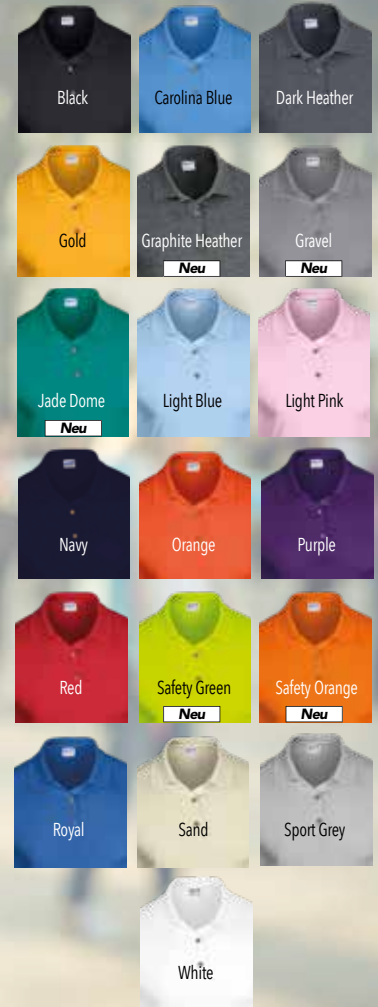 Black
Carolina Blue
Dark Heather
Gold
Graphite Heather
Neu
Gravel
Neu
Jade Dome
Neu
Light Blue
Light Pink
Navy
Orange
Purple
Red
Safety Green
Neu
Safety Orange
Neu
Royal
Sand
Sport Grey
White